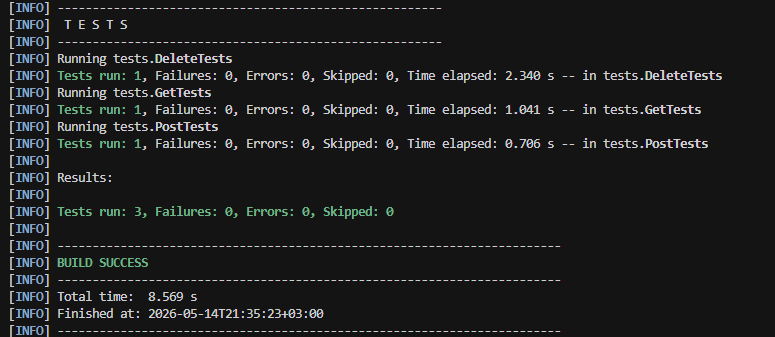 [INFO] -------------------------------------------------------
[INFO]  T E S T S
[INFO] -------------------------------------------------------
[INFO] Running tests.DeleteTests
[INFO] Tests run: 1, Failures: 0, Errors: 0, Skipped: 0, Time elapsed: 2.340 s -- in tests.DeleteTests
[INFO] Running tests.GetTests
[INFO] Tests run: 1, Failures: 0, Errors: 0, Skipped: 0, Time elapsed: 1.041 s -- in tests.GetTests
[INFO] Running tests.PostTests
[INFO] Tests run: 1, Failures: 0, Errors: 0, Skipped: 0, Time elapsed: 0.706 s -- in tests.PostTests
[INFO]
[INFO] Results:
[INFO]
[INFO] Tests run: 3, Failures: 0, Errors: 0, Skipped: 0
[INFO]
[INFO] ------------------------------------------------------------------------
[INFO] BUILD SUCCESS
[INFO] ------------------------------------------------------------------------
[INFO] Total time:  8.569 s
[INFO] Finished at: 2026-05-14T21:35:23+03:00
[INFO] ------------------------------------------------------------------------